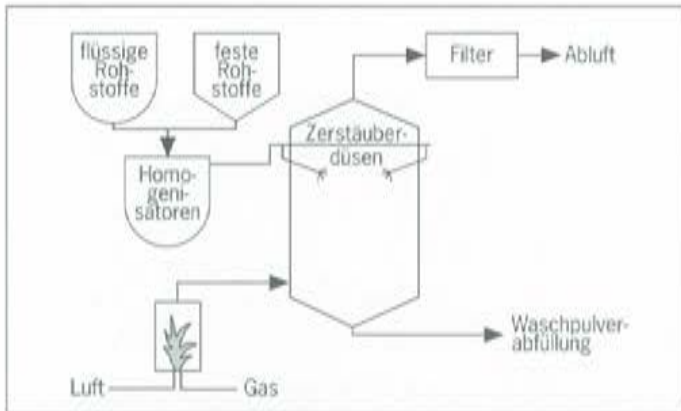 flüssige
Roh-
stoffe
feste
Roh-
stoffe
Filter
Abluft
Zerstäuber-
düsen
Homo-
geni-
satoren
Waschpulver-
abfüllung
Luft
Gas